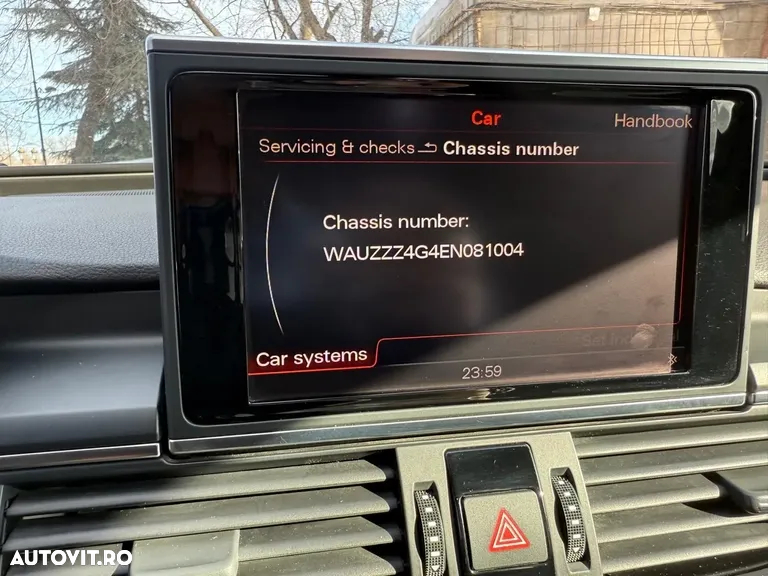 Car
Handbook
Servicing & checks Chassis number
Chassis number:
WAUZZZ4G4EN081004
Car systems
23:59
AUTOVIT.RO